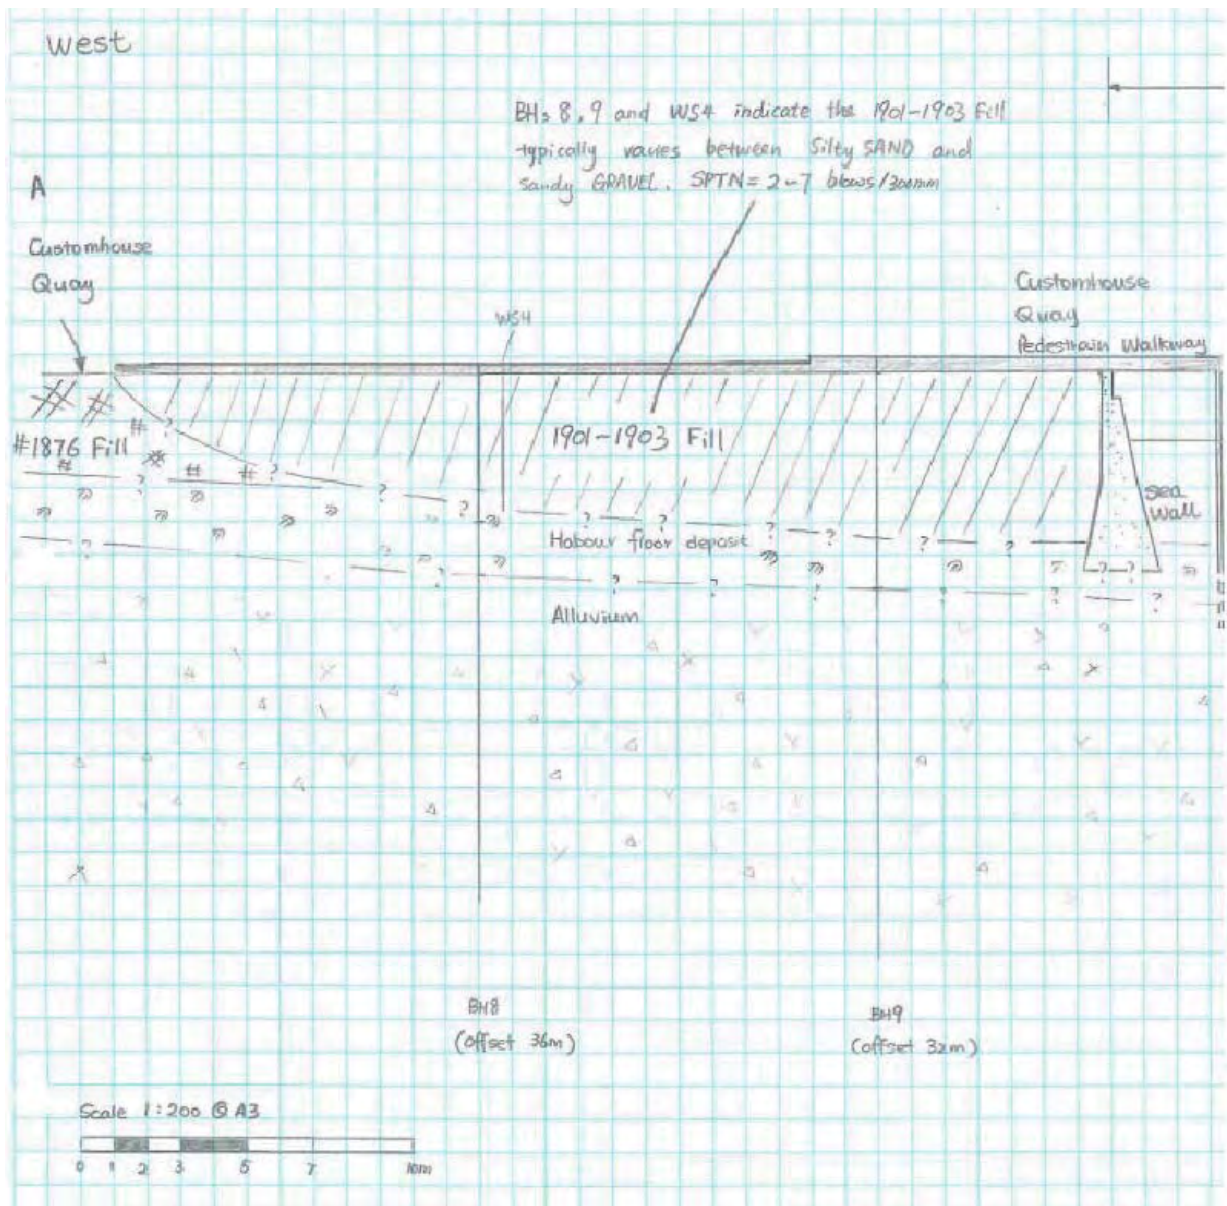 west
BHs 8, 9 and WS4 indicate the 1901-1903 Fill
typically varies between Silty SAND and
Sandy GRAVEL. SPTN = 2-7 blows/300mm
A
Customhouse
Quay
WS4
Customhouse
Quay
Pedestrain Walkway
#1876 Fill
1901-1903 Fill
Sea
Wall
Habour floor deposit
Alluvium
BH8
(offset 36m)
BH9
(offset 32m)
Scale 1:200 @ A3
0 1 2 3 5 7 10m